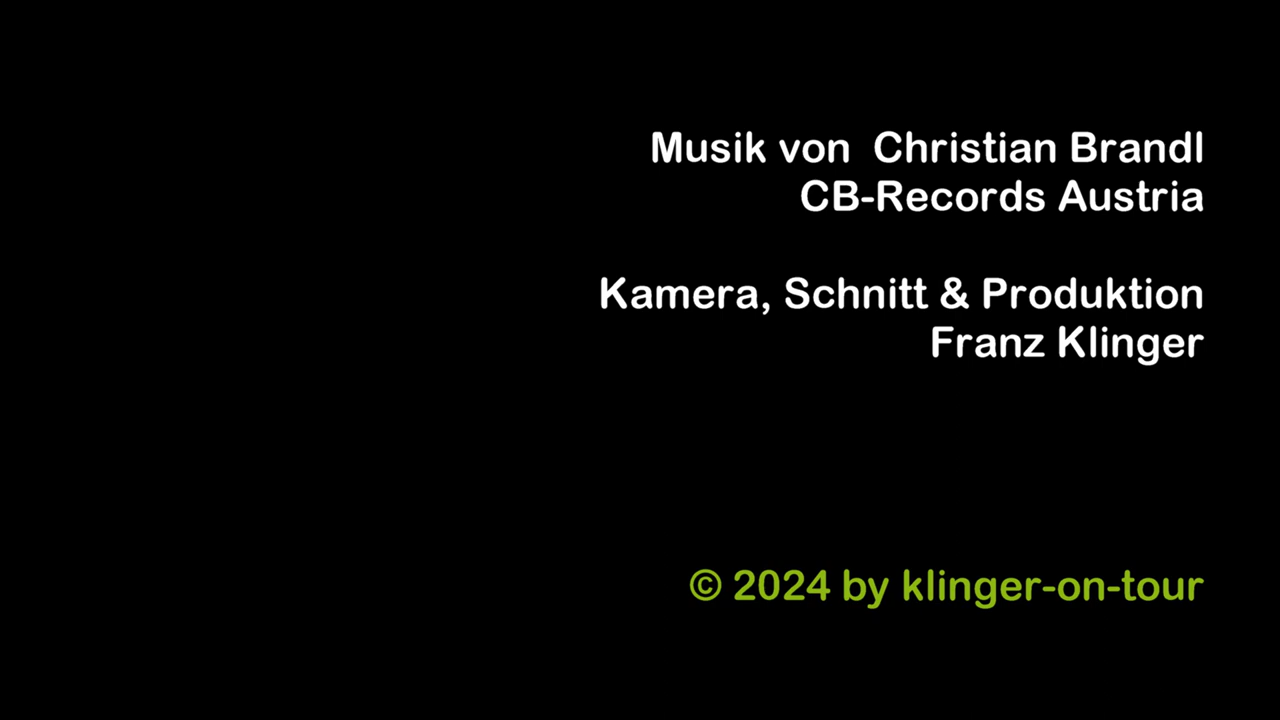 Musik von  Christian Brandl
CB-Records Austria
Kamera, Schnitt & Produktion
Franz Klinger
© 2024 by klinger-on-tour